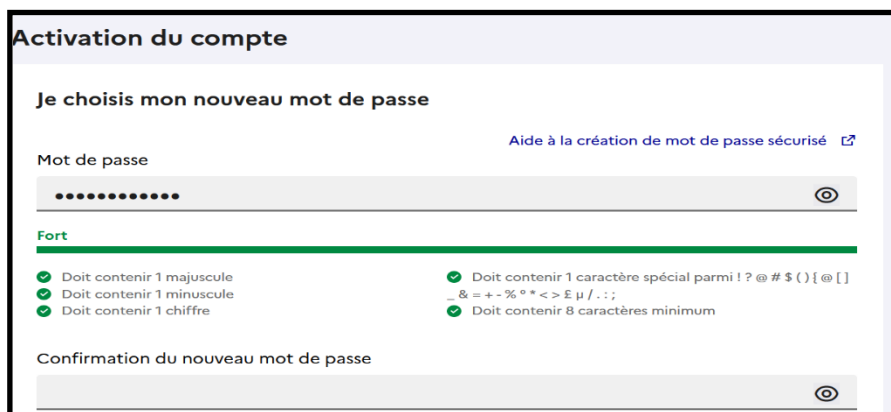 Activation du compte
Je choisis mon nouveau mot de passe
Aide à la création de mot de passe sécurisé
Mot de passe
••••••••••••
Fort
Doit contenir 1 majuscule
Doit contenir 1 minuscule
Doit contenir 1 chiffre
Doit contenir 1 caractère spécial parmi ! ? @ # $ ( ) { @ [ ]
_ & = + - % ° * < > £ µ / . : ;
Doit contenir 8 caractères minimum
Confirmation du nouveau mot de passe